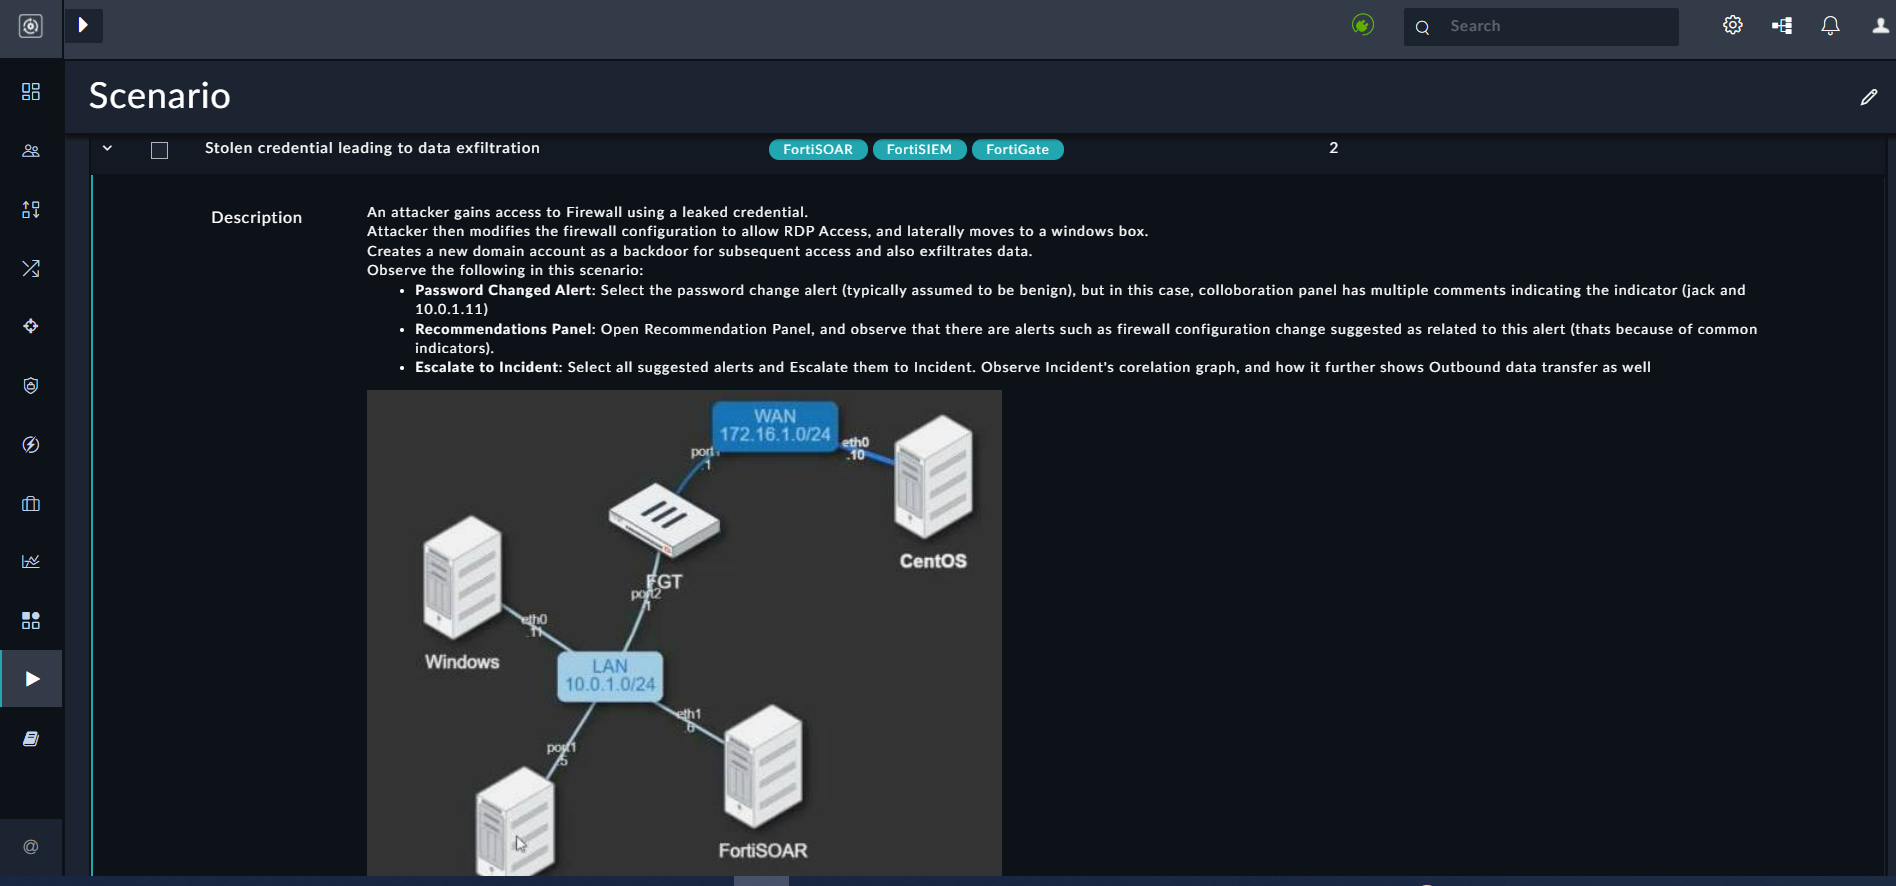 Search
Scenario
Stolen credential leading to data exfiltration FortiSOAR FortiSIEM FortiGate 2
Description
An attacker gains access to Firewall using a leaked credential.
Attacker then modifies the firewall configuration to allow RDP Access, and laterally moves to a windows box.
Creates a new domain account as a backdoor for subsequent access and also exfiltrates data.
Observe the following in this scenario:
• Password Changed Alert: Select the password change alert (typically assumed to be benign), but in this case, colloboration panel has multiple comments indicating the indicator (jack and
10.0.1.11)
• Recommendations Panel: Open Recommendation Panel, and observe that there are alerts such as firewall configuration change suggested as related to this alert (thats because of common
indicators).
• Escalate to Incident: Select all suggested alerts and Escalate them to Incident. Observe Incident's corelation graph, and how it further shows Outbound data transfer as well
WAN
172.16.1.0/24
eth0
.10
port1
.1
CentOS
FGT
port2
.1
eth0
.11
Windows
LAN
10.0.1.0/24
eth1
.6
port1
.5
FortiSOAR
@